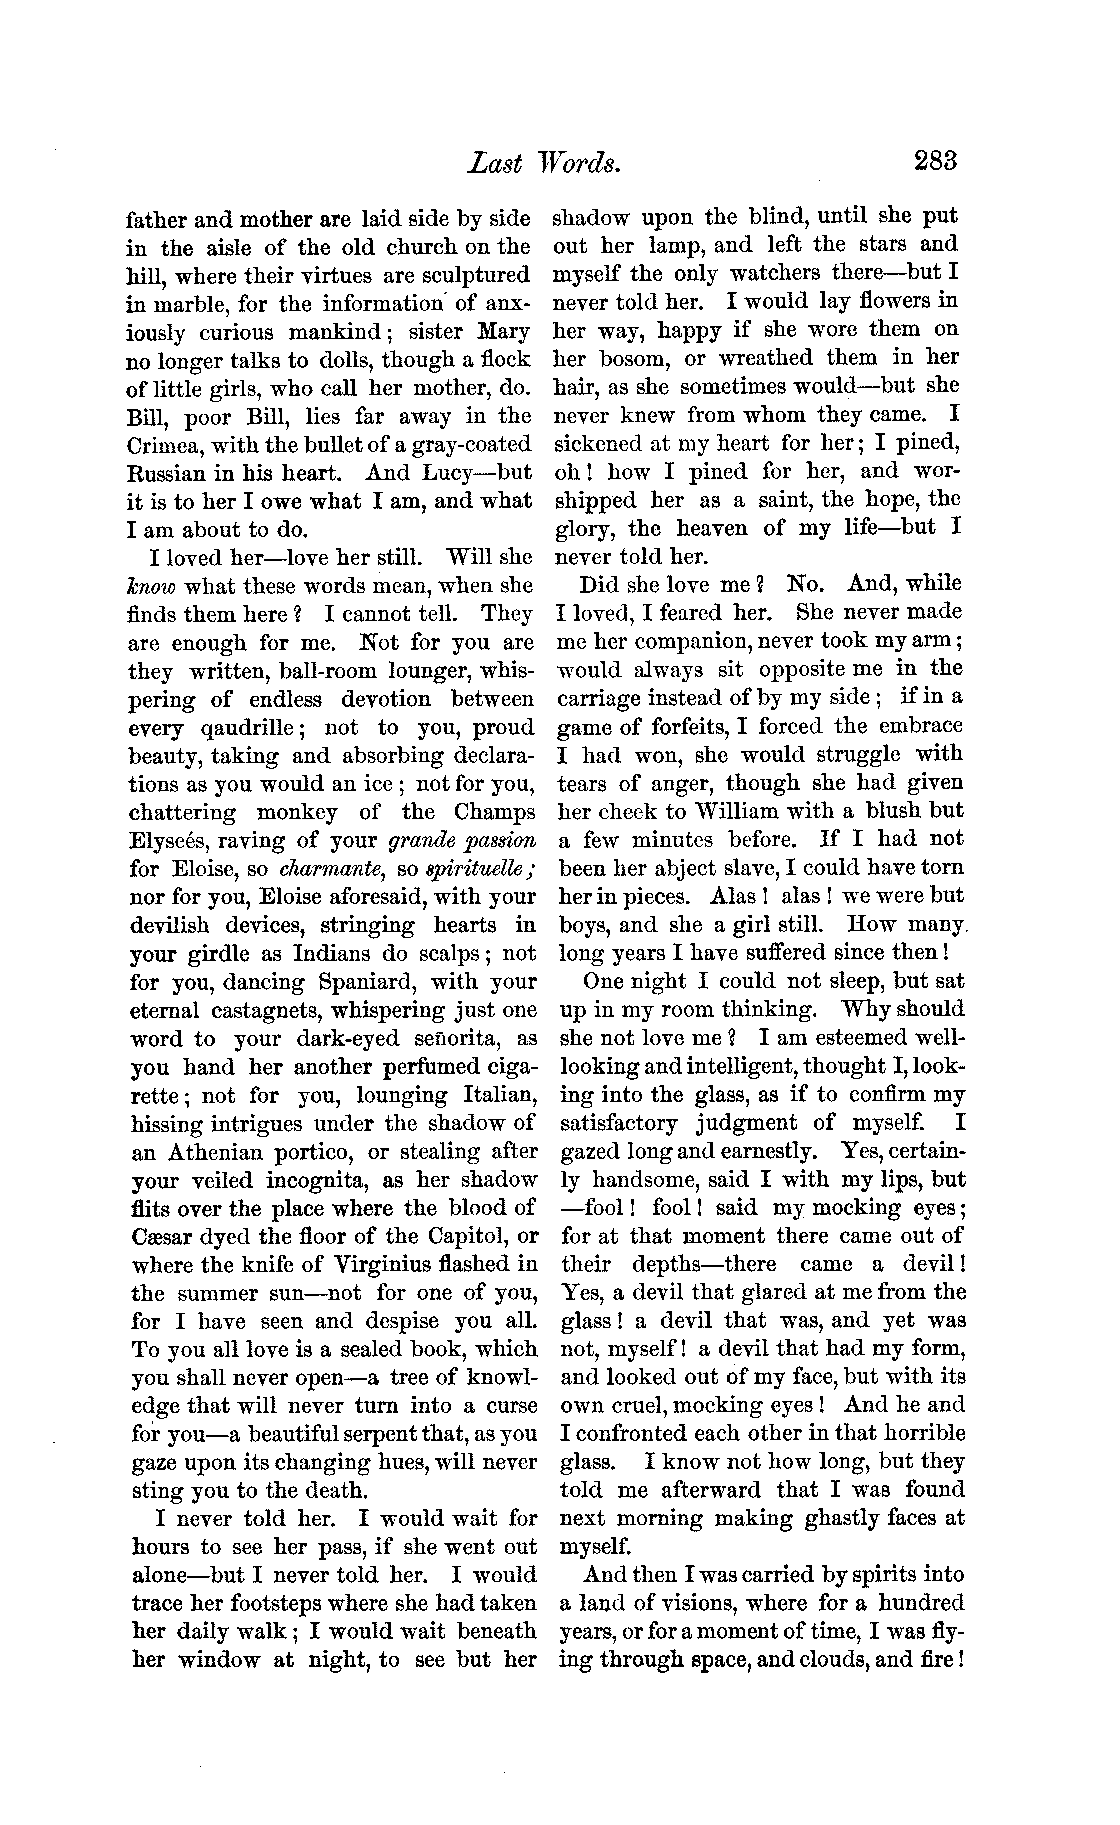 Last Words. 283
father and mother are laid side by side
in the aisle of the old church on the
hill, where their virtues are sculptured
in marble, for the information of anx-
iously curious mankind; sister Mary
no longer talks to dolls, though a flock
of little girls, who call her mother, do.
Bill, poor Bill, lies far away in the
Crimea, with the bullet of a gray-coated
Russian in his heart. And Lucy—but
it is to her I owe what I am, and what
I am about to do.
I loved her—love her still. Will she
know what these words mean, when she
finds them here? I cannot tell. They
are enough for me. Not for you are
they written, ball-room lounger, whis-
pering of endless devotion between
every qaudrille; not to you, proud
beauty, taking and absorbing declara-
tions as you would an ice; not for you,
chattering monkey of the Champs
Elyseés, raving of your grande passion
for Eloise, so charmante, so spirituelle;
nor for you, Eloise aforesaid, with your
devilish devices, stringing hearts in
your girdle as Indians do scalps; not
for you, dancing Spaniard, with your
eternal castagnets, whispering just one
word to your dark-eyed señorita, as
you hand her another perfumed ciga-
rette; not for you, lounging Italian,
hissing intrigues under the shadow of
an Athenian portico, or stealing after
your veiled incognita, as her shadow
flits over the place where the blood of
Cæsar dyed the floor of the Capitol, or
where the knife of Virginius flashed in
the summer sun—not for one of you,
for I have seen and despise you all.
To you all love is a sealed book, which
you shall never open—a tree of knowl-
edge that will never turn into a curse
for you—a beautiful serpent that, as you
gaze upon its changing hues, will never
sting you to the death.
I never told her. I would wait for
hours to see her pass, if she went out
alone—but I never told her. I would
trace her footsteps where she had taken
her daily walk; I would wait beneath
her window at night, to see but her
shadow upon the blind, until she put
out her lamp, and left the stars and
myself the only watchers there—but I
never told her. I would lay flowers in
her way, happy if she wore them on
her bosom, or wreathed them in her
hair, as she sometimes would—but she
never knew from whom they came. I
sickened at my heart for her; I pined,
oh! how I pined for her, and wor-
shipped her as a saint, the hope, the
glory, the heaven of my life—but I
never told her.
Did she love me? No. And, while
I loved, I feared her. She never made
me her companion, never took my arm;
would always sit opposite me in the
carriage instead of by my side; if in a
game of forfeits, I forced the embrace
I had won, she would struggle with
tears of anger, though she had given
her cheek to William with a blush but
a few minutes before. If I had not
been her abject slave, I could have torn
her in pieces. Alas! alas! we were but
boys, and she a girl still. How many
long years I have suffered since then!
One night I could not sleep, but sat
up in my room thinking. Why should
she not love me? I am esteemed well-
looking and intelligent, thought I, look-
ing into the glass, as if to confirm my
satisfactory judgment of myself. I
gazed long and earnestly. Yes, certain-
ly handsome, said I with my lips, but
—fool! fool! said my mocking eyes;
for at that moment there came out of
their depths—there came a devil!
Yes, a devil that glared at me from the
glass! a devil that was, and yet was
not, myself! a devil that had my form,
and looked out of my face, but with its
own cruel, mocking eyes! And he and
I confronted each other in that horrible
glass. I know not how long, but they
told me afterward that I was found
next morning making ghastly faces at
myself.
And then I was carried by spirits into
a land of visions, where for a hundred
years, or for a moment of time, I was fly-
ing through space, and clouds, and fire!